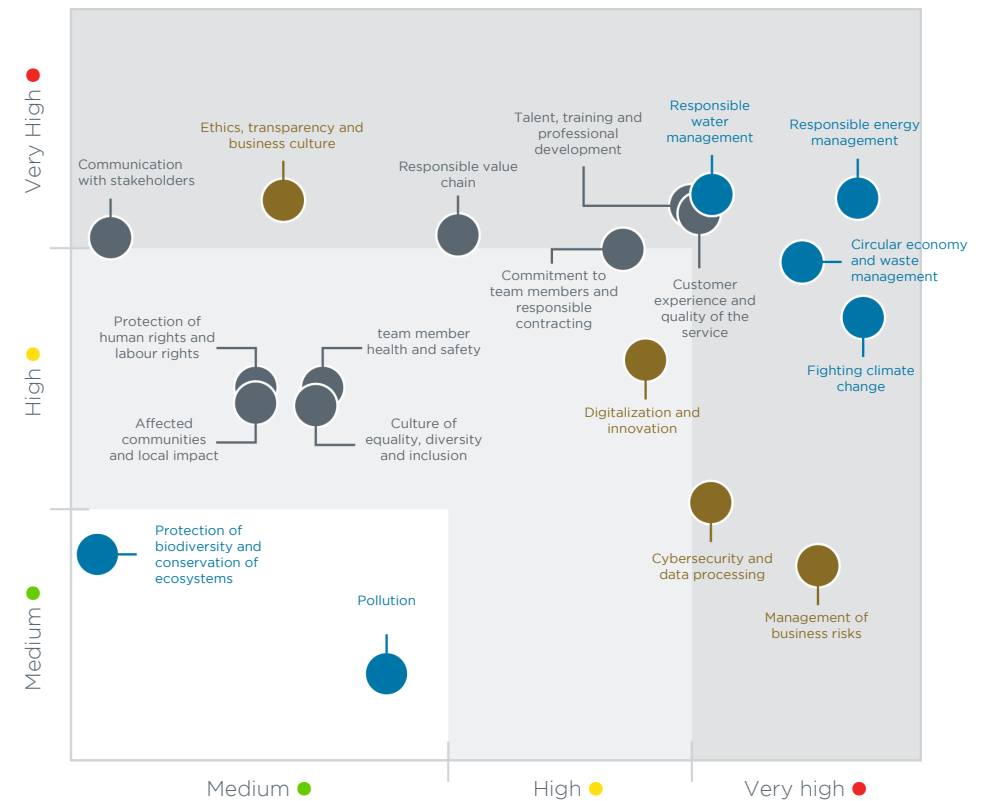 Very High
High
Medium
Communication
with stakeholders
Ethics, transparency and
business culture
Responsible value
chain
Talent, training and
professional
development
Responsible
water
management
Responsible energy
management
Circular economy
and waste
management
Commitment to
team members and
responsible
contracting
Customer
experience and
quality of the
service
Fighting climate
change
Protection of
human rights and
labour rights
team member
health and safety
Affected
communities
and local impact
Culture of
equality, diversity
and inclusion
Digitalization and
innovation
Protection of
biodiversity and
conservation of
ecosystems
Pollution
Cybersecurity and
data processing
Management of
business risks
Medium
High
Very high